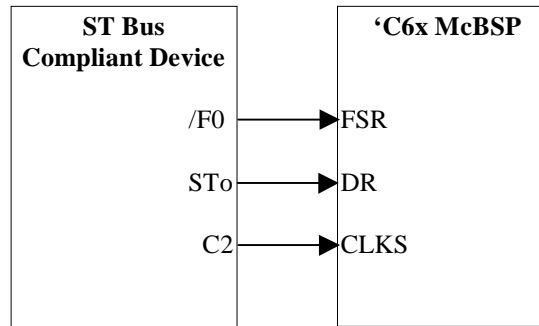 ST Bus
Compliant Device
‘C6x McBSP
/F0
FSR
STo
DR
C2
CLKS